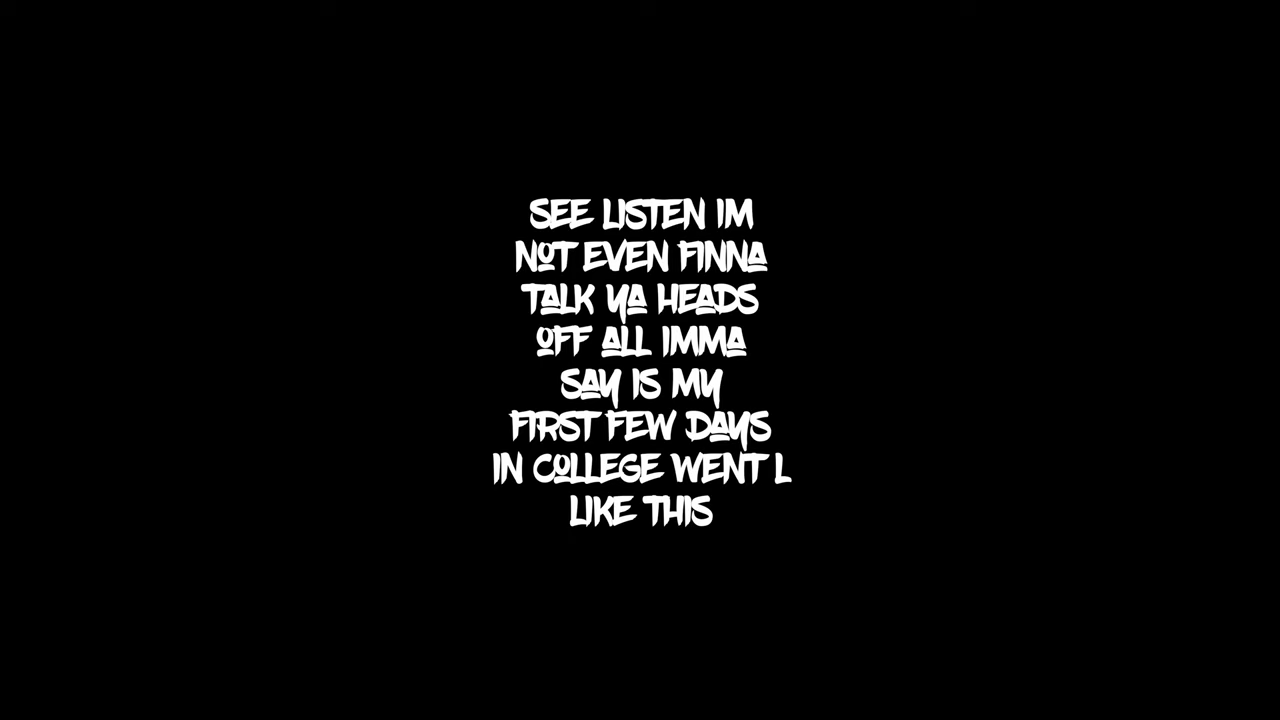 SEE LISTEN IM
NOT EVEN FINNA
TALK YA HEADS
OFF ALL IMMA
SAY IS MY
FIRST FEW DAYS
IN COLLEGE WENT L
LIKE THIS